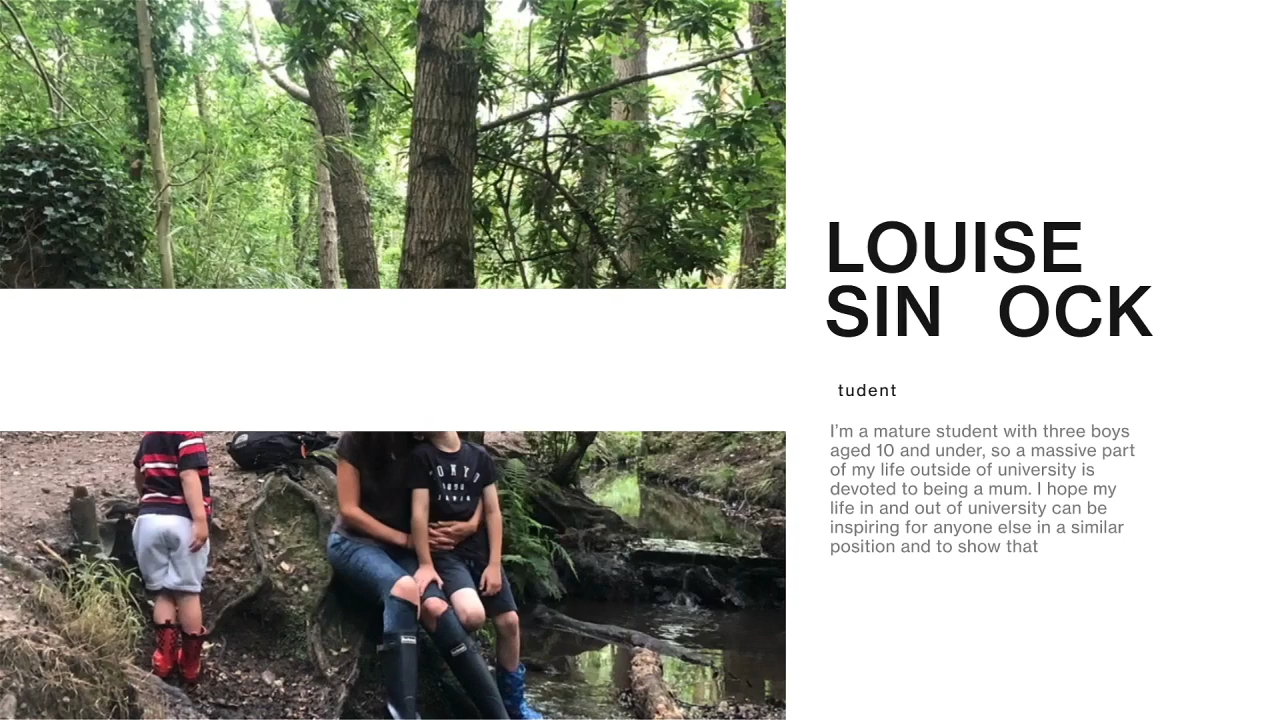 LOUISE
SIN OCK
tudent
I'm a mature student with three boys
aged 10 and under, so a massive part
of my life outside of university is
devoted to being a mum. I hope my
life in and out of university can be
inspiring for anyone else in a similar
position and to show that